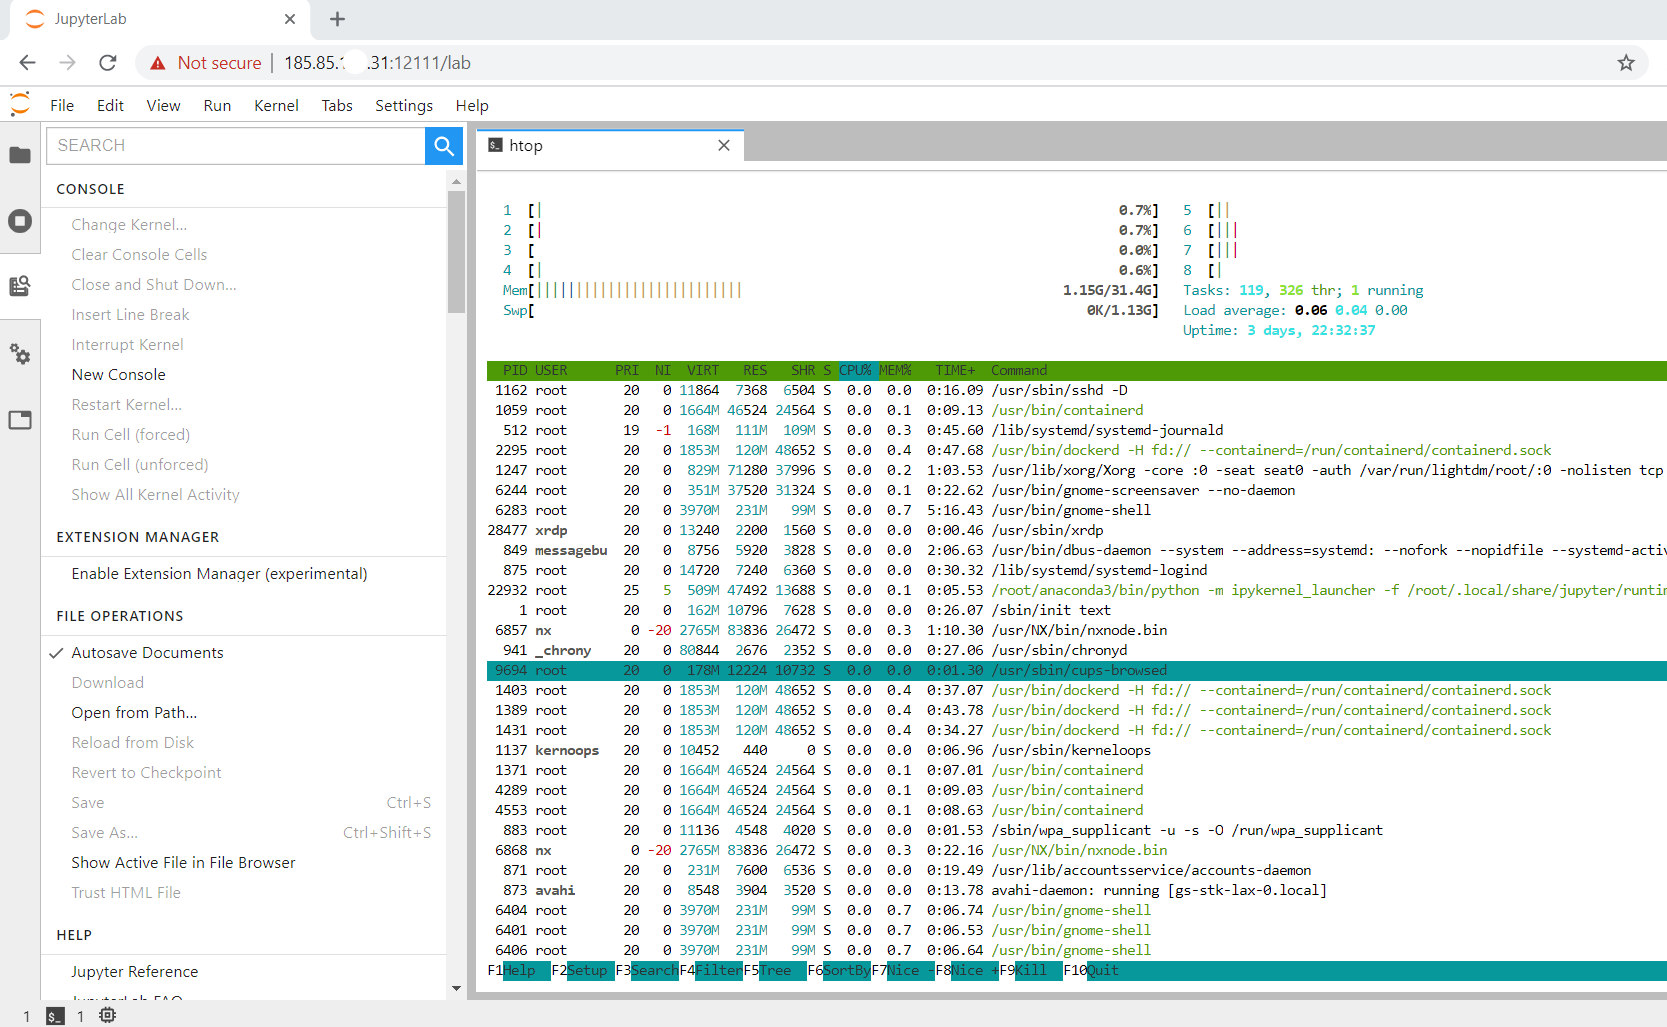 JupyterLab
Not secure | 185.85.1 .31:12111/lab
File Edit View Run Kernel Tabs Settings Help
SEARCH
CONSOLE
Change Kernel...
Clear Console Cells
Close and Shut Down...
Insert Line Break
Interrupt Kernel
New Console
Restart Kernel...
Run Cell (forced)
Run Cell (unforced)
Show All Kernel Activity
EXTENSION MANAGER
Enable Extension Manager (experimental)
FILE OPERATIONS
Autosave Documents
Download
Open from Path...
Reload from Disk
Revert to Checkpoint
Save Ctrl+S
Save As... Ctrl+Shift+S
Show Active File in File Browser
Trust HTML File
HELP
Jupyter Reference
JupyterLab FAQ
1 $_ 1
htop
1 [| 0.7%] 5 [||
2 [| 0.7%] 6 [|||
3 [ 0.0%] 7 [|||
4 [| 0.6%] 8 [|
Mem[|||||||||||||||||||||||||| 1.15G/31.4G] Tasks: 119, 326 thr; 1 running
Swp[ 0K/1.13G] Load average: 0.06 0.04 0.00
Uptime: 3 days, 22:32:37
PID USER PRI NI VIRT RES SHR S CPU% MEM% TIME+ Command
1162 root 20 0 11864 7368 6504 S 0.0 0.0 0:16.09 /usr/sbin/sshd -D
1059 root 20 0 1664M 46524 24564 S 0.0 0.1 0:09.13 /usr/bin/containerd
512 root 19 -1 168M 111M 109M S 0.0 0.3 0:45.60 /lib/systemd/systemd-journald
2295 root 20 0 1853M 120M 48652 S 0.0 0.4 0:47.68 /usr/bin/dockerd -H fd:// --containerd=/run/containerd/containerd.sock
1247 root 20 0 829M 71280 37996 S 0.0 0.2 1:03.53 /usr/lib/xorg/Xorg -core :0 -seat seat0 -auth /var/run/lightdm/root/:0 -nolisten tcp
6244 root 20 0 351M 37520 31324 S 0.0 0.1 0:22.62 /usr/bin/gnome-screensaver --no-daemon
6283 root 20 0 3970M 231M 99M S 0.0 0.7 5:16.43 /usr/bin/gnome-shell
28477 xrdp 20 0 13240 2200 1560 S 0.0 0.0 0:00.46 /usr/sbin/xrdp
849 messagebu 20 0 8756 5920 3828 S 0.0 0.0 2:06.63 /usr/bin/dbus-daemon --system --address=systemd: --nofork --nopidfile --systemd-activ
875 root 20 0 14720 7240 6360 S 0.0 0.0 0:30.32 /lib/systemd/systemd-logind
22932 root 25 5 509M 47492 13688 S 0.0 0.1 0:05.53 /root/anaconda3/bin/python -m ipykernel_launcher -f /root/.local/share/jupyter/runtim
1 root 20 0 162M 10796 7628 S 0.0 0.0 0:26.07 /sbin/init text
6857 nx 0 -20 2765M 83836 26472 S 0.0 0.3 1:10.30 /usr/NX/bin/nxnode.bin
941 _chrony 20 0 80844 2676 2352 S 0.0 0.0 0:27.06 /usr/sbin/chronyd
9694 root 20 0 178M 12224 10732 S 0.0 0.0 0:01.30 /usr/sbin/cups-browsed
1403 root 20 0 1853M 120M 48652 S 0.0 0.4 0:37.07 /usr/bin/dockerd -H fd:// --containerd=/run/containerd/containerd.sock
1389 root 20 0 1853M 120M 48652 S 0.0 0.4 0:43.78 /usr/bin/dockerd -H fd:// --containerd=/run/containerd/containerd.sock
1431 root 20 0 1853M 120M 48652 S 0.0 0.4 0:34.27 /usr/bin/dockerd -H fd:// --containerd=/run/containerd/containerd.sock
1137 kernoops 20 0 10452 440 0 S 0.0 0.0 0:06.96 /usr/sbin/kerneloops
1371 root 20 0 1664M 46524 24564 S 0.0 0.1 0:07.01 /usr/bin/containerd
4289 root 20 0 1664M 46524 24564 S 0.0 0.1 0:09.03 /usr/bin/containerd
4553 root 20 0 1664M 46524 24564 S 0.0 0.1 0:08.63 /usr/bin/containerd
883 root 20 0 11136 4548 4020 S 0.0 0.0 0:01.53 /sbin/wpa_supplicant -u -s -O /run/wpa_supplicant
6868 nx 0 -20 2765M 83836 26472 S 0.0 0.3 0:22.16 /usr/NX/bin/nxnode.bin
871 root 20 0 231M 7600 6536 S 0.0 0.0 0:19.49 /usr/lib/accountsservice/accounts-daemon
873 avahi 20 0 8548 3904 3520 S 0.0 0.0 0:13.78 avahi-daemon: running [gs-stk-lax-0.local]
6404 root 20 0 3970M 231M 99M S 0.0 0.7 0:06.74 /usr/bin/gnome-shell
6401 root 20 0 3970M 231M 99M S 0.0 0.7 0:06.53 /usr/bin/gnome-shell
6406 root 20 0 3970M 231M 99M S 0.0 0.7 0:06.64 /usr/bin/gnome-shell
F1Help F2Setup F3SearchF4FilterF5Tree F6SortByF7Nice -F8Nice +F9Kill F10Quit